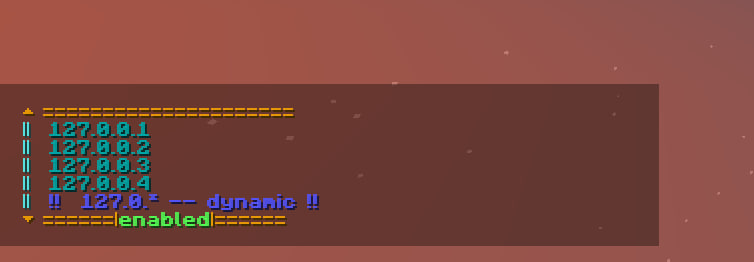 ▲ =====================
|| 127.0.0.1
|| 127.0.0.2
|| 127.0.0.3
|| 127.0.0.4
|| !! 127.0.* -- dynamic !!
▼ ======|enabled|======